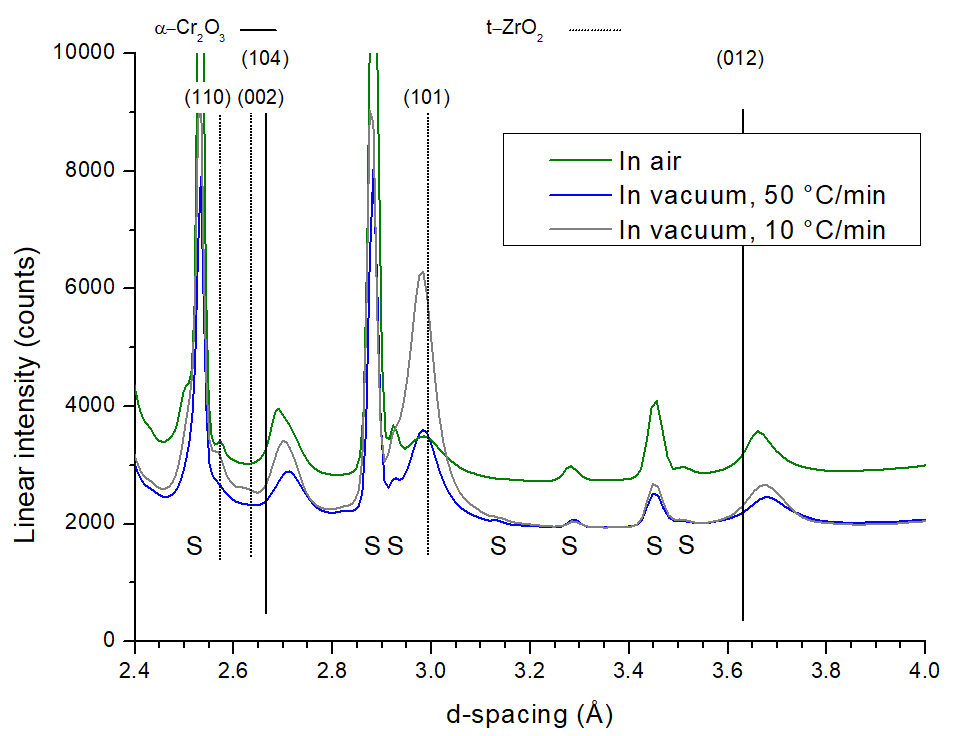 α–Cr₂O₃ t–ZrO₂
10000
(104) (012)
(110) (002) (101)
In air
8000
In vacuum, 50 °C/min
In vacuum, 10 °C/min
6000
Linear intensity (counts)
4000
2000
S S S S S S S
0
2.4 2.6 2.8 3.0 3.2 3.4 3.6 3.8 4.0
d-spacing (Å)